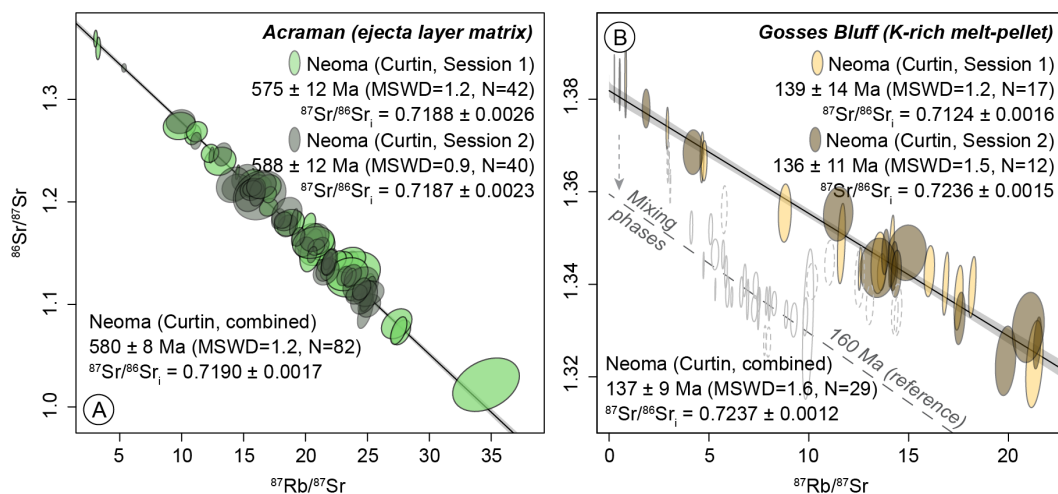 Acraman (ejecta layer matrix)
Neoma (Curtin, Session 1)
575 ± 12 Ma (MSWD=1.2, N=42)
⁸⁷Sr/⁸⁶Srᵢ = 0.7188 ± 0.0026
Neoma (Curtin, Session 2)
588 ± 12 Ma (MSWD=0.9, N=40)
⁸⁷Sr/⁸⁶Srᵢ = 0.7187 ± 0.0023
Neoma (Curtin, combined)
580 ± 8 Ma (MSWD=1.2, N=82)
⁸⁷Sr/⁸⁶Srᵢ = 0.7190 ± 0.0017
A
⁸⁶Sr/⁸⁷Sr
1.3
1.2
1.1
1.0
5 10 15 20 25 30 35
⁸⁷Rb/⁸⁷Sr
B
Gosses Bluff (K-rich melt-pellet)
Neoma (Curtin, Session 1)
139 ± 14 Ma (MSWD=1.2, N=17)
⁸⁷Sr/⁸⁶Srᵢ = 0.7124 ± 0.0016
Neoma (Curtin, Session 2)
136 ± 11 Ma (MSWD=1.5, N=12)
⁸⁷Sr/⁸⁶Srᵢ = 0.7236 ± 0.0015
Mixing
phases
160 Ma (reference)
Neoma (Curtin, combined)
137 ± 9 Ma (MSWD=1.6, N=29)
⁸⁷Sr/⁸⁶Srᵢ = 0.7237 ± 0.0012
1.38
1.36
1.34
1.32
0 5 10 15 20
⁸⁷Rb/⁸⁷Sr